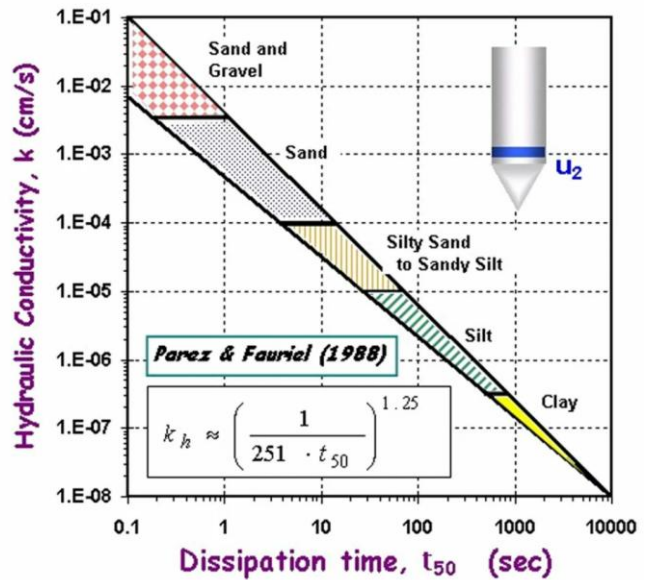 Hydraulic Conductivity, k (cm/s)
1.E-01
1.E-02
1.E-03
1.E-04
1.E-05
1.E-06
1.E-07
1.E-08
Sand and
Gravel
Sand
u2
Silty Sand
to Sandy Silt
Silt
Clay
Parez & Fauriel (1988)
k h ≈ ( 1 / 251 · t 50 ) 1.25
0.1 1 10 100 1000 10000
Dissipation time, t50 (sec)